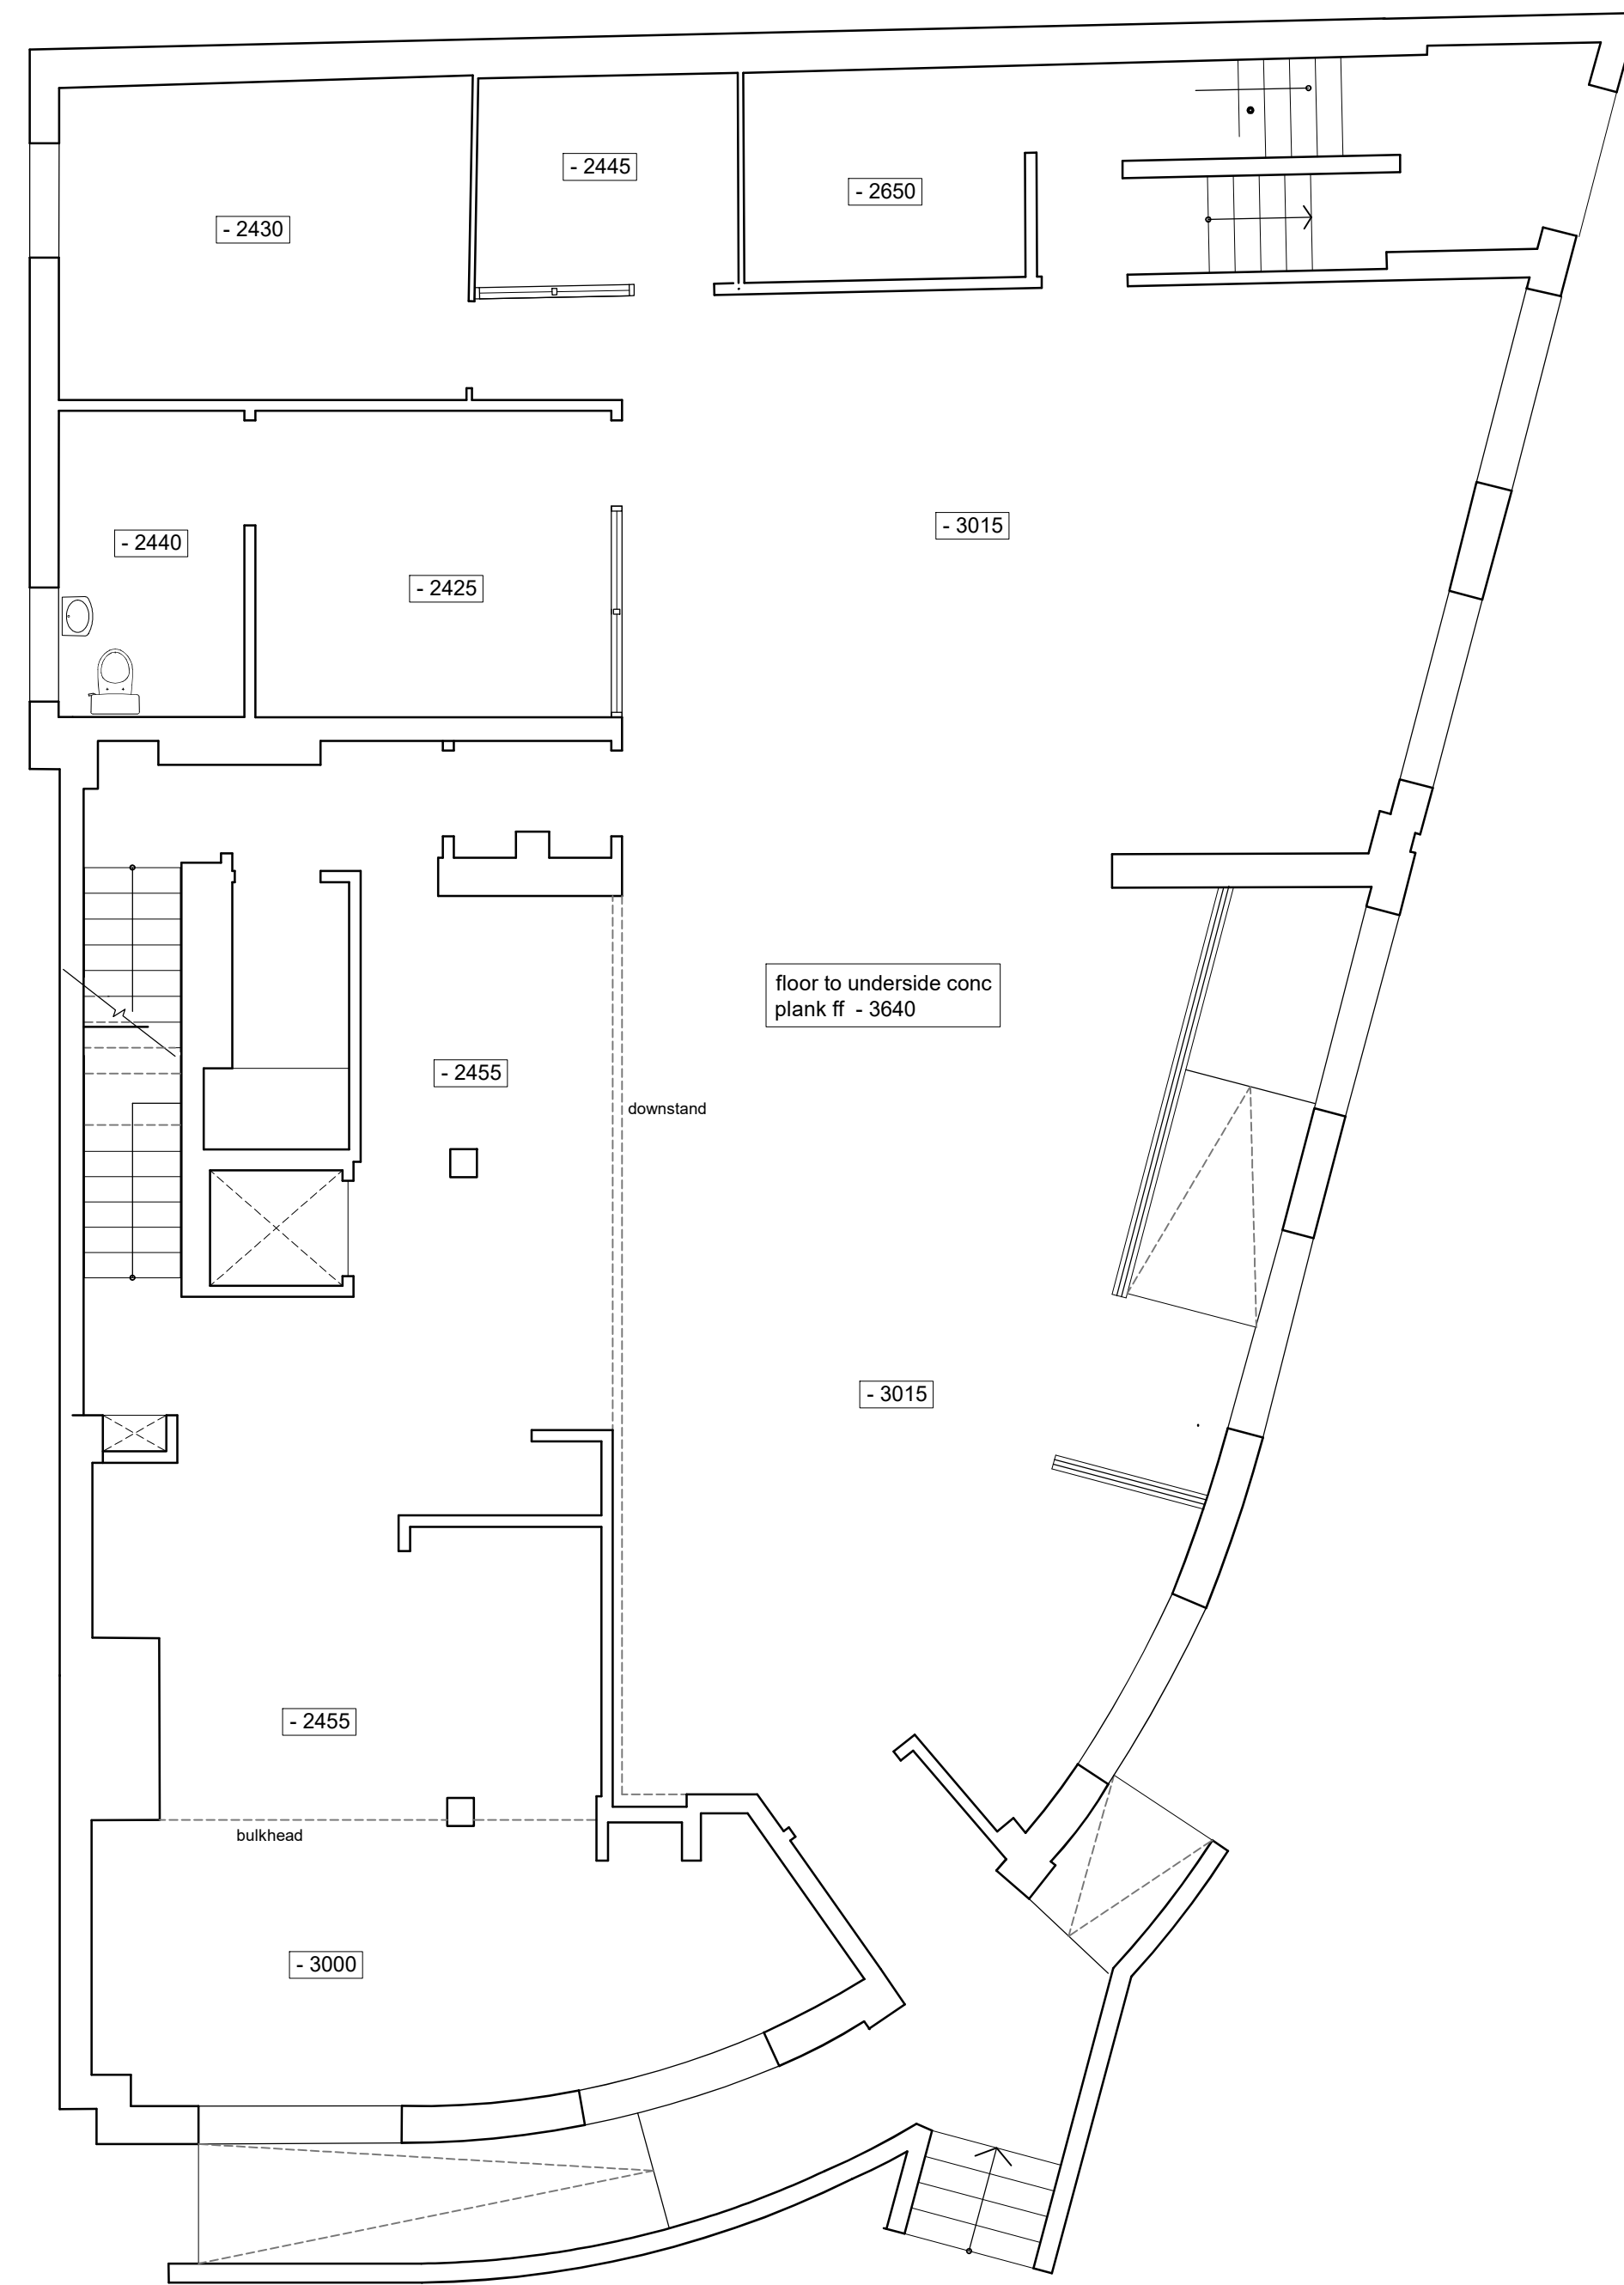 - 2445
- 2650
- 2430
- 3015
- 2440
- 2425
floor to underside conc
plank ff - 3640
- 2455
downstand
- 3015
- 2455
bulkhead
- 3000